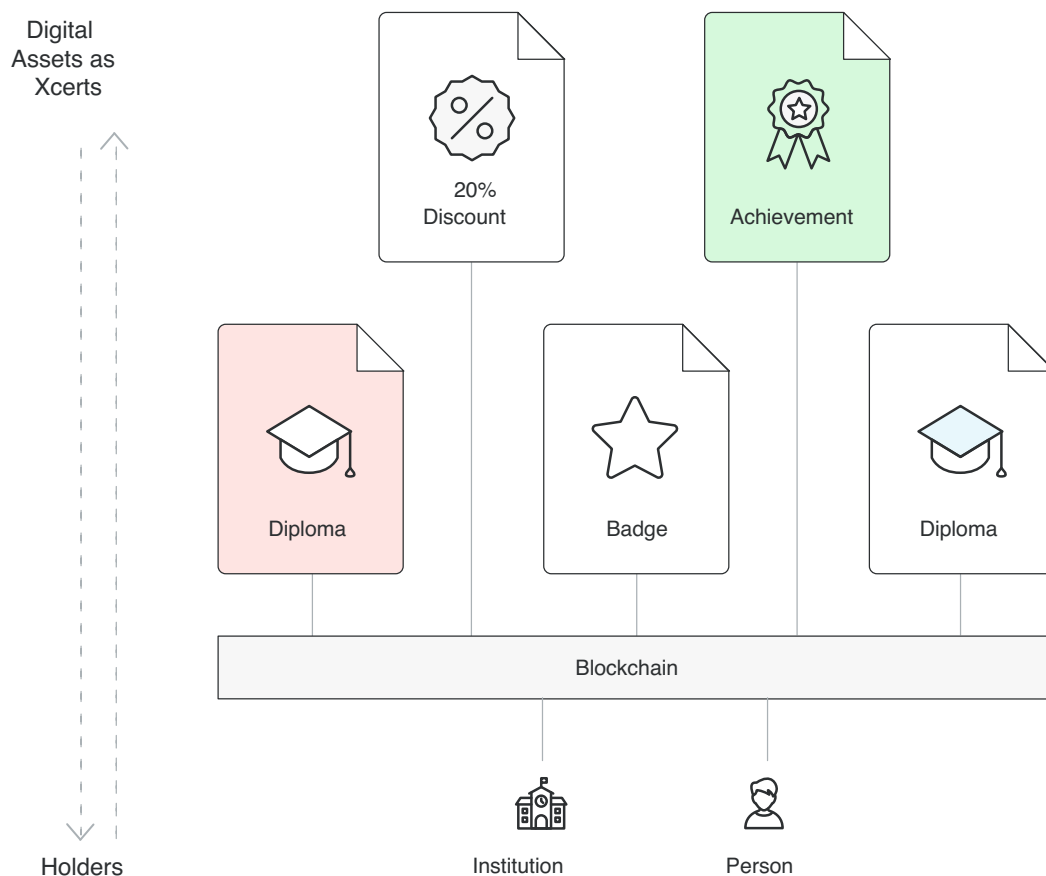 Digital
Assets as
Xcerts
20%
Discount
Achievement
Diploma
Badge
Diploma
Blockchain
Holders
Institution
Person